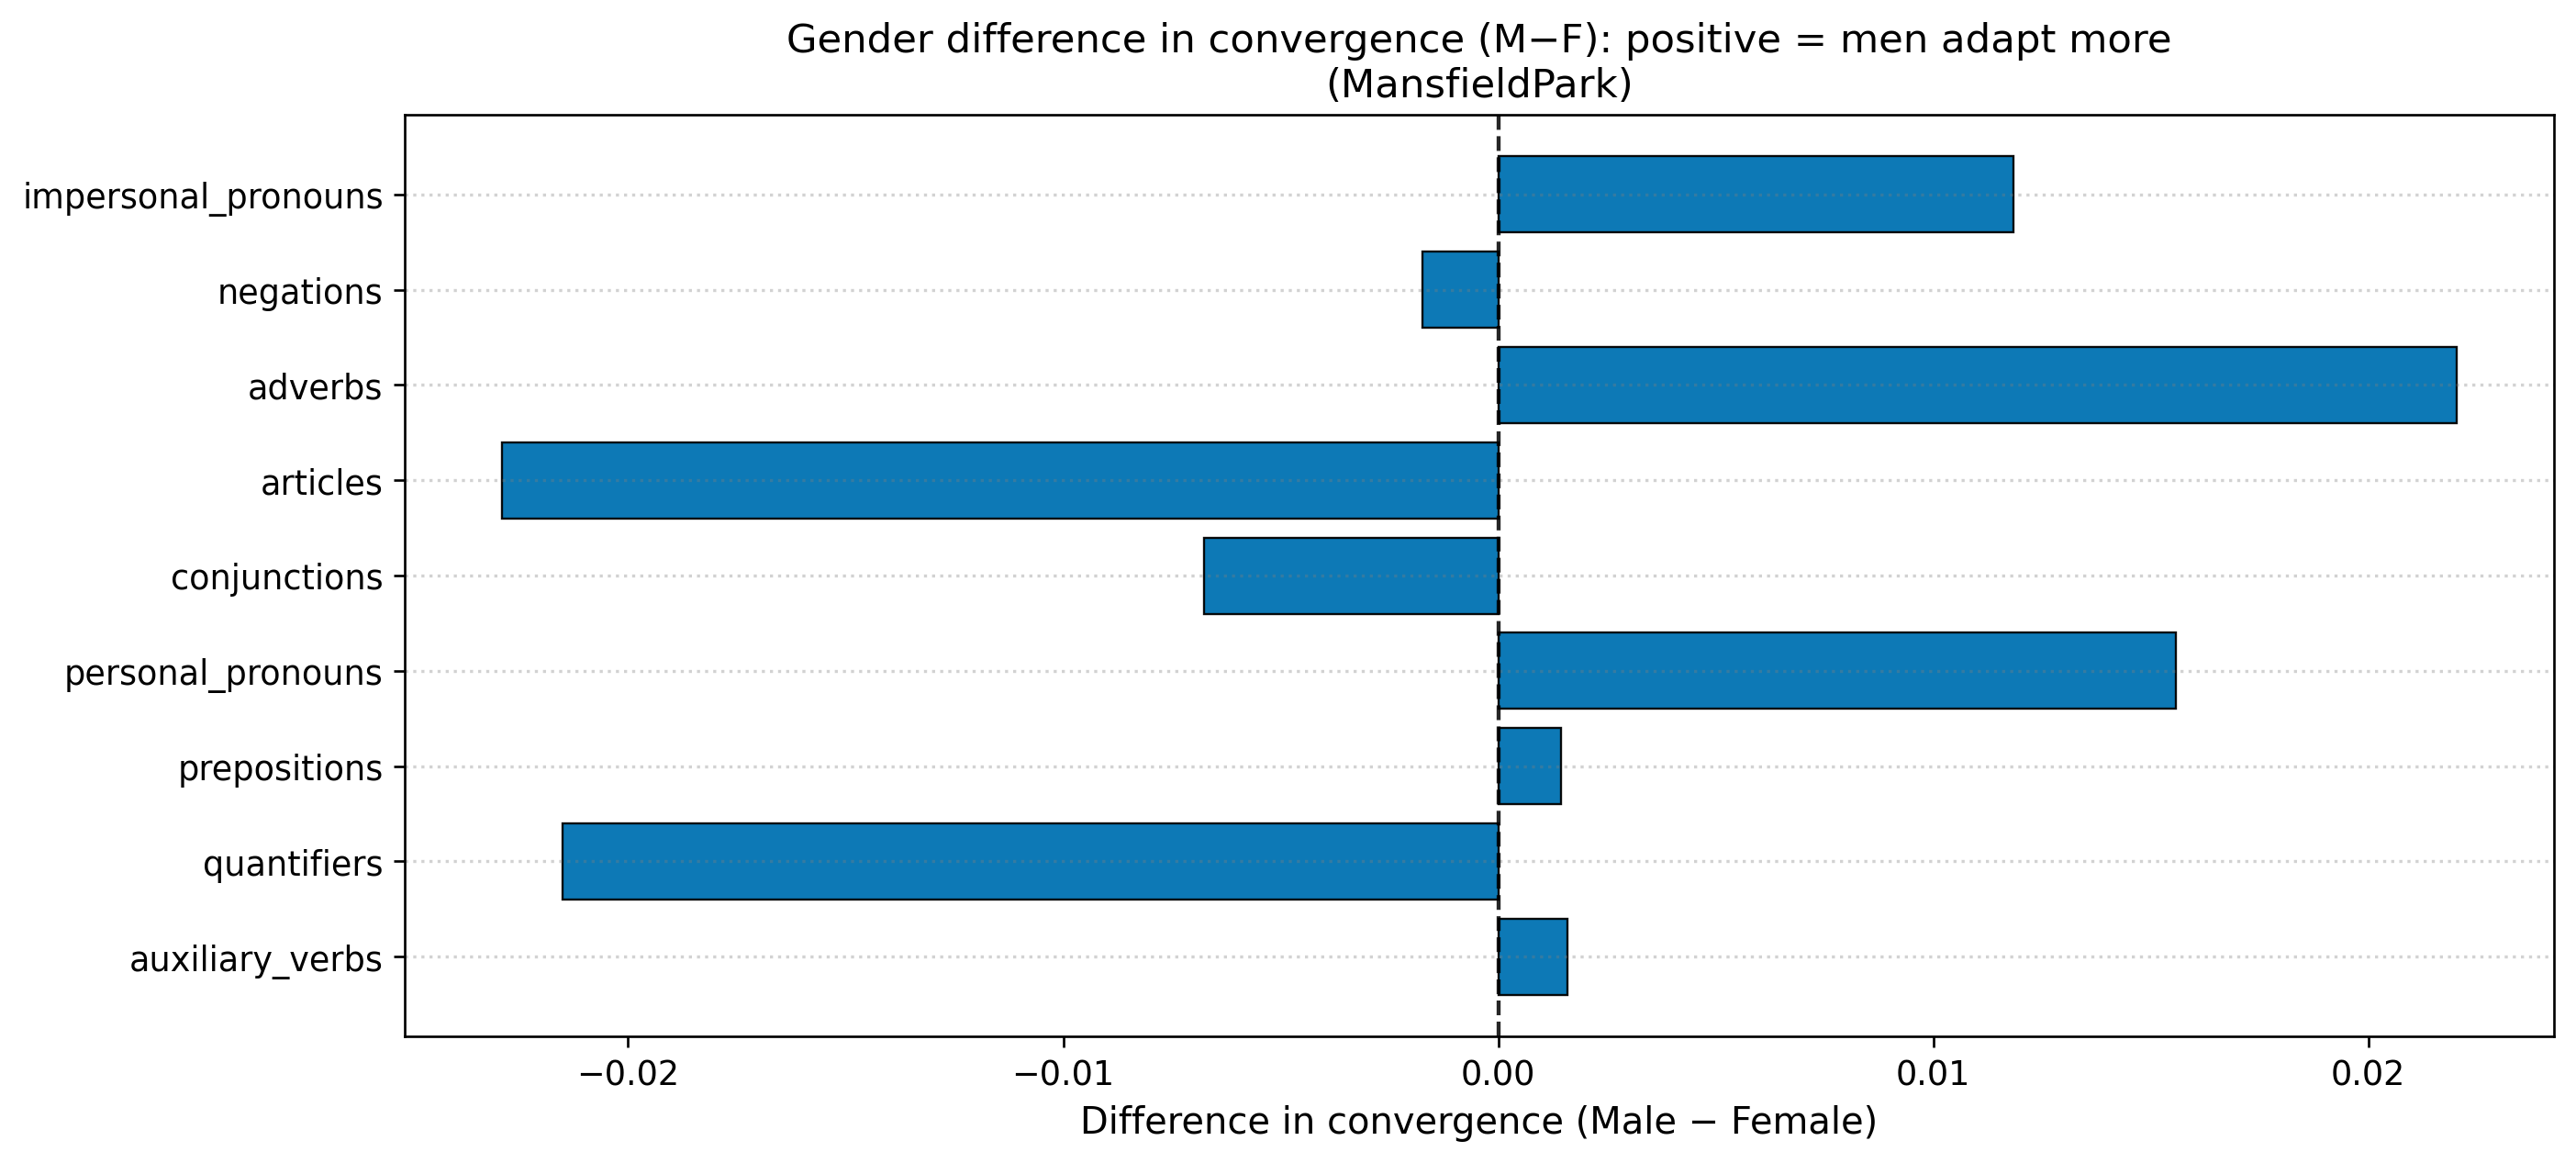 Gender difference in convergence (M−F): positive = men adapt more
(MansfieldPark)
impersonal_pronouns
negations
adverbs
articles
conjunctions
personal_pronouns
prepositions
quantifiers
auxiliary_verbs
−0.02 −0.01 0.00 0.01 0.02
Difference in convergence (Male − Female)